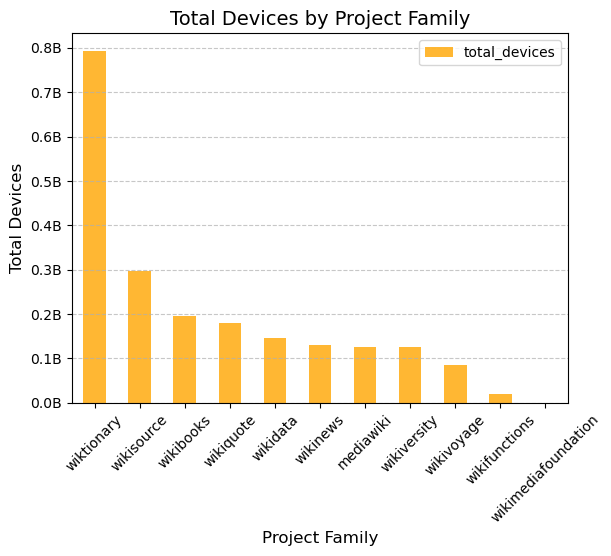 Total Devices by Project Family
total_devices
Total Devices
0.8B
0.7B
0.6B
0.5B
0.4B
0.3B
0.2B
0.1B
0.0B
wiktionary
wikisource
wikibooks
wikiquote
wikidata
wikinews
mediawiki
wikiversity
wikivoyage
wikifunctions
wikimediafoundation
Project Family